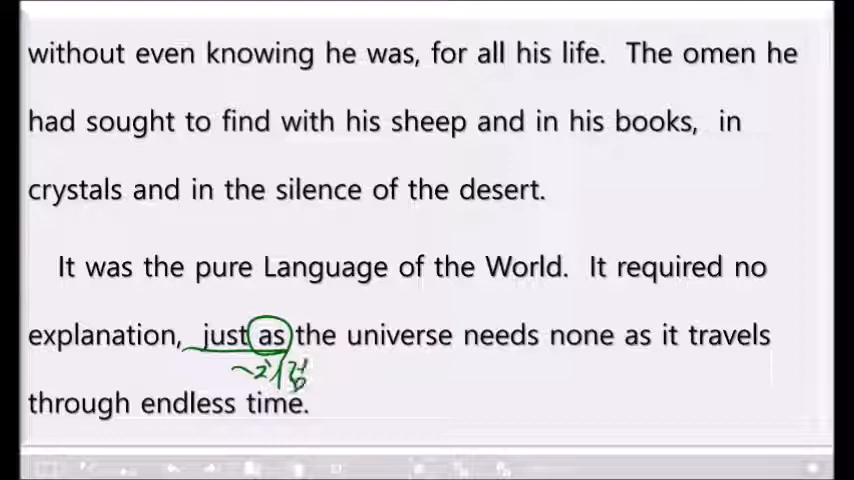 without even knowing he was, for all his life. The omen he
had sought to find with his sheep and in his books, in
crystals and in the silence of the desert.
It was the pure Language of the World. It required no
explanation, just as the universe needs none as it travels
through endless time.